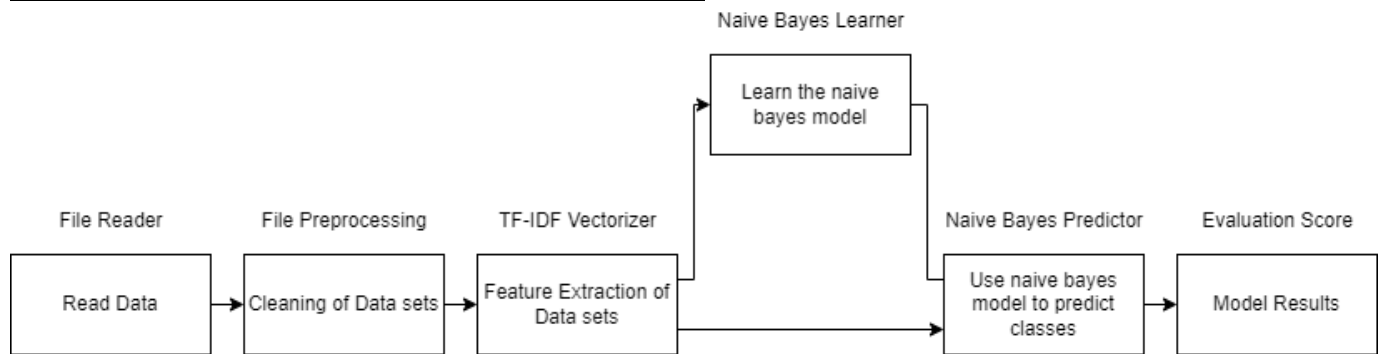 Naive Bayes Learner
Learn the naive
bayes model
File Reader
File Preprocessing
TF-IDF Vectorizer
Naive Bayes Predictor
Evaluation Score
Read Data
Cleaning of Data sets
Feature Extraction of
Data sets
Use naive bayes
model to predict
classes
Model Results